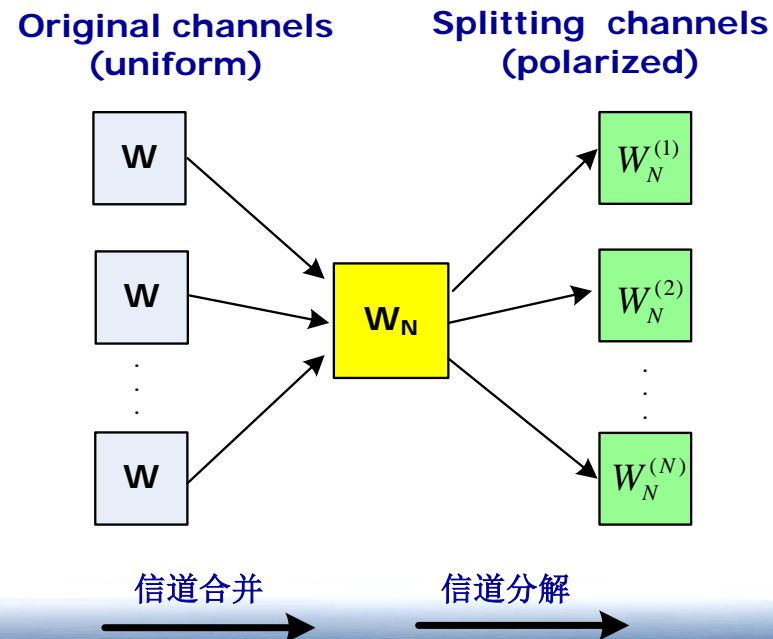 Original channels
(uniform)
Splitting channels
(polarized)
W
W
.
.
.
W
W_N
W_N^{(1)}
W_N^{(2)}
.
.
.
W_N^{(N)}
信道合并
信道分解